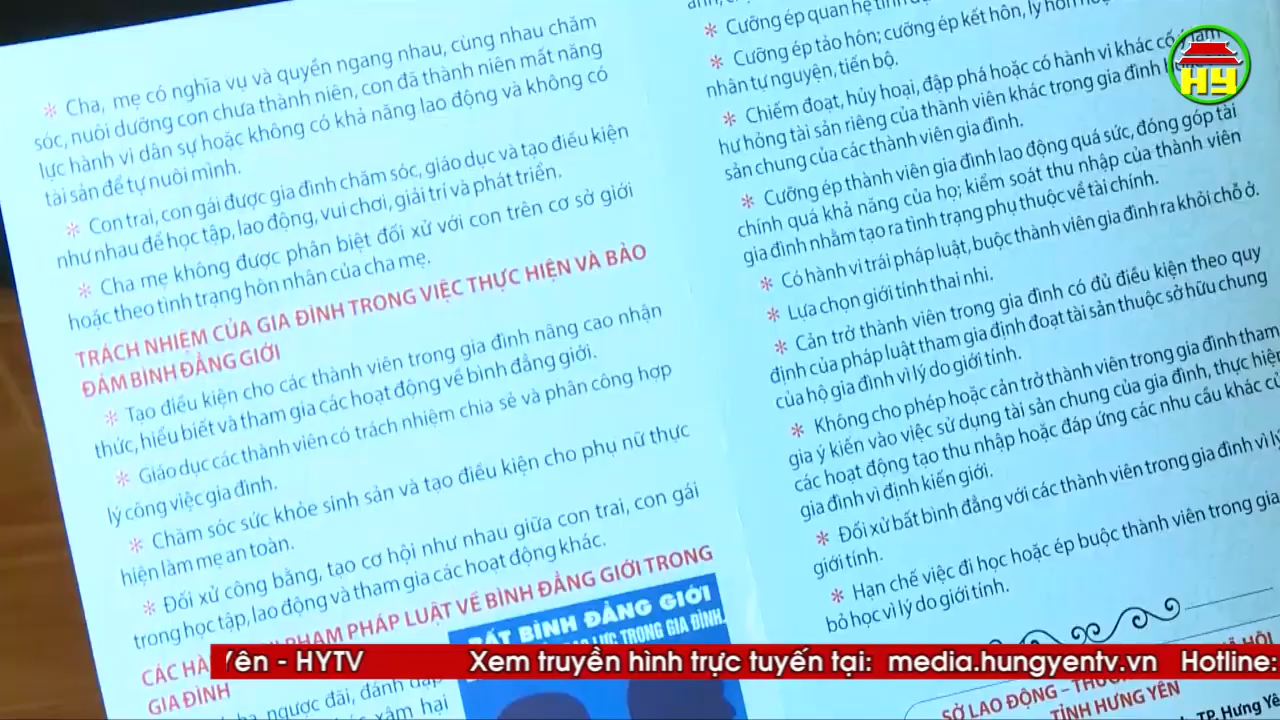 * Cha, mẹ có nghĩa vụ và quyền ngang nhau, cùng nhau chăm
sóc, nuôi dưỡng con chưa thành niên, con đã thành niên mất năng
lực hành vi dân sự hoặc không có khả năng lao động và không có
tài sản để tự nuôi mình.
* Con trai, con gái được gia đình chăm sóc, giáo dục và tạo điều kiện
như nhau để học tập, lao động, vui chơi, giải trí và phát triển.
* Cha mẹ không được phân biệt đối xử với con trên cơ sở giới
hoặc theo tình trạng hôn nhân của cha mẹ.
TRÁCH NHIỆM CỦA GIA ĐÌNH TRONG VIỆC THỰC HIỆN VÀ BẢO
ĐẢM BÌNH ĐẲNG GIỚI
* Tạo điều kiện cho các thành viên trong gia đình nâng cao nhận
thức, hiểu biết và tham gia các hoạt động về bình đẳng giới.
* Giáo dục các thành viên có trách nhiệm chia sẻ và phân công hợp
lý công việc gia đình.
* Chăm sóc sức khỏe sinh sản và tạo điều kiện cho phụ nữ thực
hiện làm mẹ an toàn.
* Đối xử công bằng, tạo cơ hội như nhau giữa con trai, con gái
trong học tập, lao động và tham gia các hoạt động khác.
CÁC HÀ PHẠM PHÁP LUẬT VỀ BÌNH ĐẲNG GIỚI TRONG
GIA ĐÌNH
ngược đãi, đánh đập
xâm hại
BẤT BÌNH ĐẲNG GIỚI
LỰC TRONG GIA ĐÌNH
* Cưỡng ép quan hệ tình
* Cưỡng ép tảo hôn; cưỡng ép kết hôn, ly hôn
nhân tự nguyện, tiến bộ.
* Chiếm đoạt, hủy hoại, đập phá hoặc có hành vi khác cố ý làm
hư hỏng tài sản riêng của thành viên khác trong gia đình
sản chung của các thành viên gia đình.
* Cưỡng ép thành viên gia đình lao động quá sức, đóng góp tài
chính quá khả năng của họ; kiểm soát thu nhập của thành viên
gia đình nhằm tạo ra tình trạng phụ thuộc về tài chính.
* Có hành vi trái pháp luật, buộc thành viên gia đình ra khỏi chỗ ở.
* Lựa chọn giới tính thai nhi.
* Cản trở thành viên trong gia đình có đủ điều kiện theo quy
định của pháp luật tham gia định đoạt tài sản thuộc sở hữu chung
của hộ gia đình vì lý do giới tính.
* Không cho phép hoặc cản trở thành viên trong gia đình tham
gia ý kiến vào việc sử dụng tài sản chung của gia đình, thực hiện
các hoạt động tạo thu nhập hoặc đáp ứng các nhu cầu khác củ
gia đình vì định kiến giới.
* Đối xử bất bình đẳng với các thành viên trong gia đình vì lý
giới tính.
* Hạn chế việc đi học hoặc ép buộc thành viên trong gia
bỏ học vì lý do giới tính.
SỞ LAO ĐỘNG – THƯƠNG
TỈNH HƯNG YÊN
TP. Hưng Yê
HY
Yên - HYTV Xem truyền hình trực tuyến tại: media.hungyentv.vn Hotline: